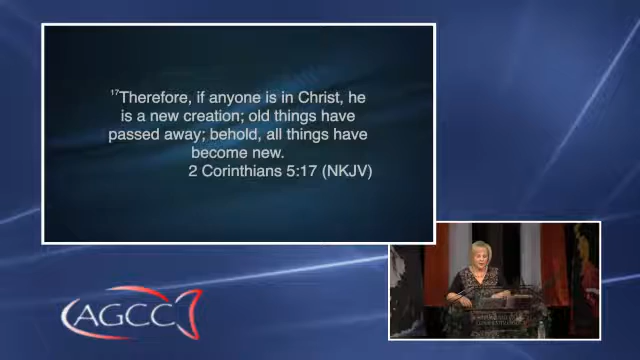 ¹⁷Therefore, if anyone is in Christ, he
is a new creation; old things have
passed away; behold, all things have
become new.
2 Corinthians 5:17 (NKJV)
AGCC